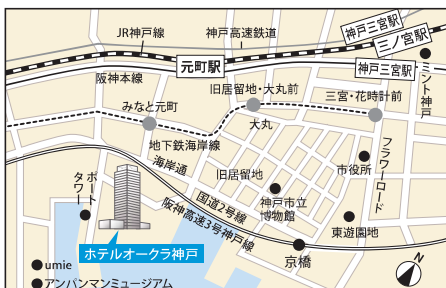 JR神戸線
神戸高速鉄道
神戸三宮駅
三ノ宮駅
元町駅
神戸三宮駅
阪神本線
ミント神戸
旧居留地・大丸前
三宮・花時計前
みなと元町
大丸
地下鉄海岸線
海岸通
フラワーロード
旧居留地
市役所
国道2号線
神戸市立
博物館
ポート
タワー
阪神高速3号神戸線
東遊園地
ホテルオークラ神戸
京橋
umie
アンパンマンミュージアム
N